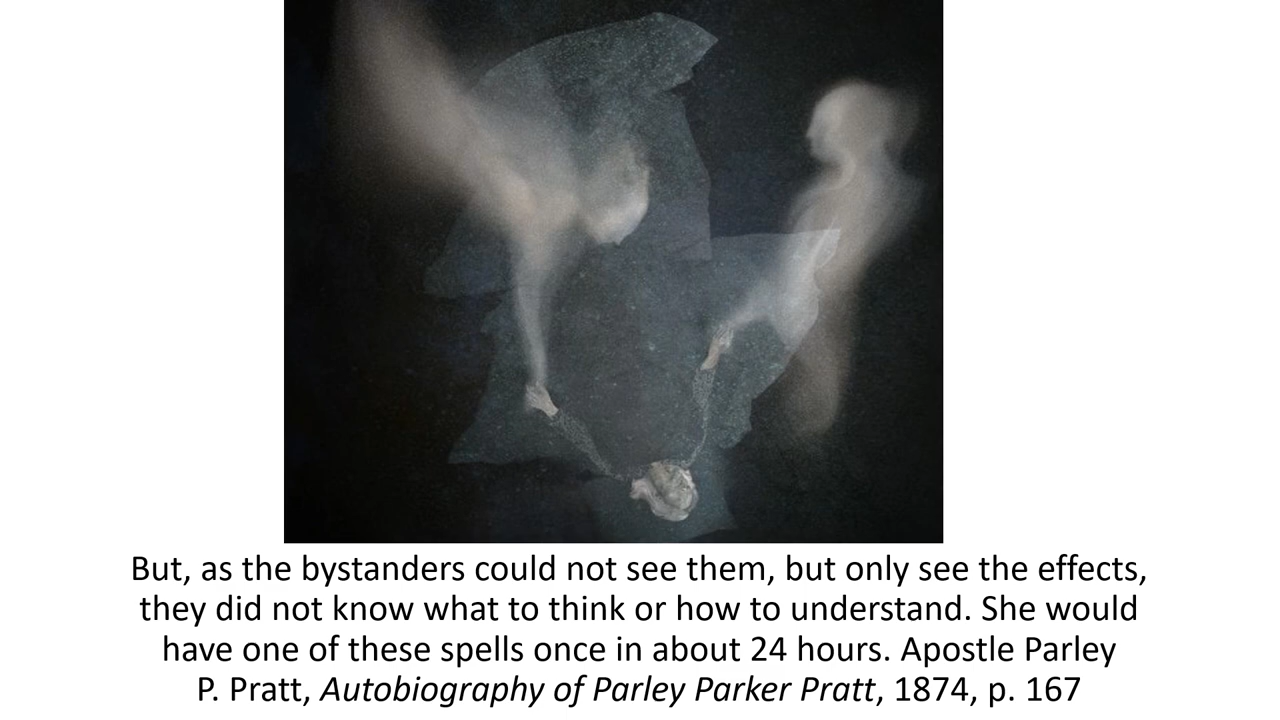 But, as the bystanders could not see them, but only see the effects,
they did not know what to think or how to understand. She would
have one of these spells once in about 24 hours. Apostle Parley
P. Pratt, Autobiography of Parley Parker Pratt, 1874, p. 167